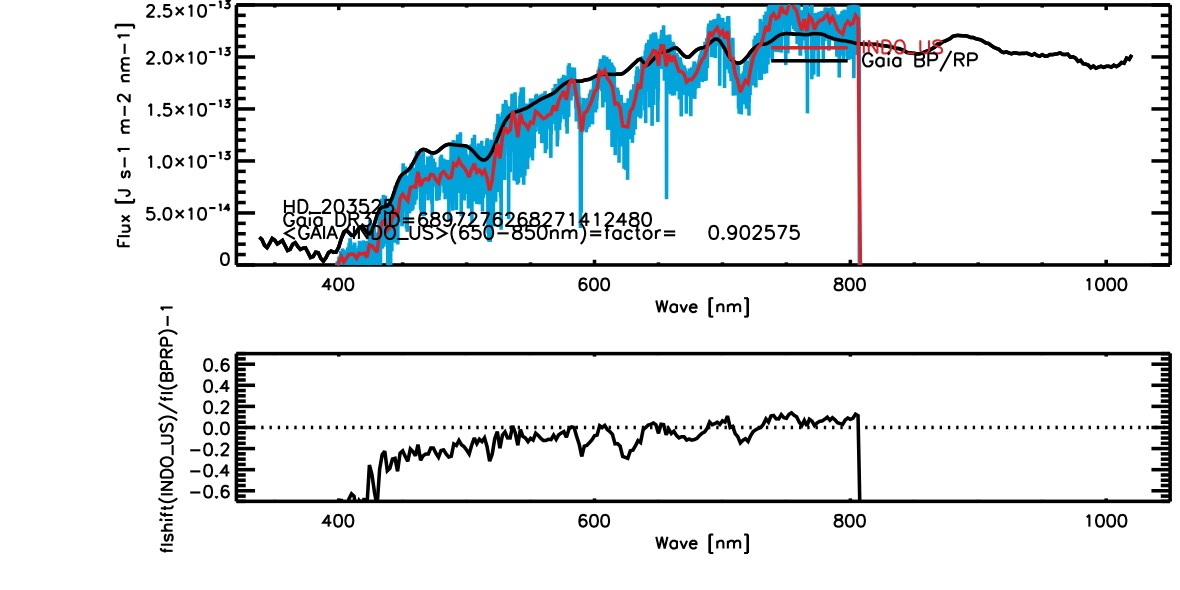 2.5×10⁻¹³
2.0×10⁻¹³
1.5×10⁻¹³
1.0×10⁻¹³
5.0×10⁻¹⁴
0
Flux [J s-1 m-2 nm-1]
INDO_US
Gaia BP/RP
HD_203525
Gaia DR3 ID=6897276268271412480
<GAIA/INDO_US>(650-850nm)=factor= 0.902575
400 600 800 1000
Wave [nm]
flshift(INDO_US)/fl(BPRP)-1
0.6
0.4
0.2
0.0
-0.2
-0.4
-0.6
400 600 800 1000
Wave [nm]